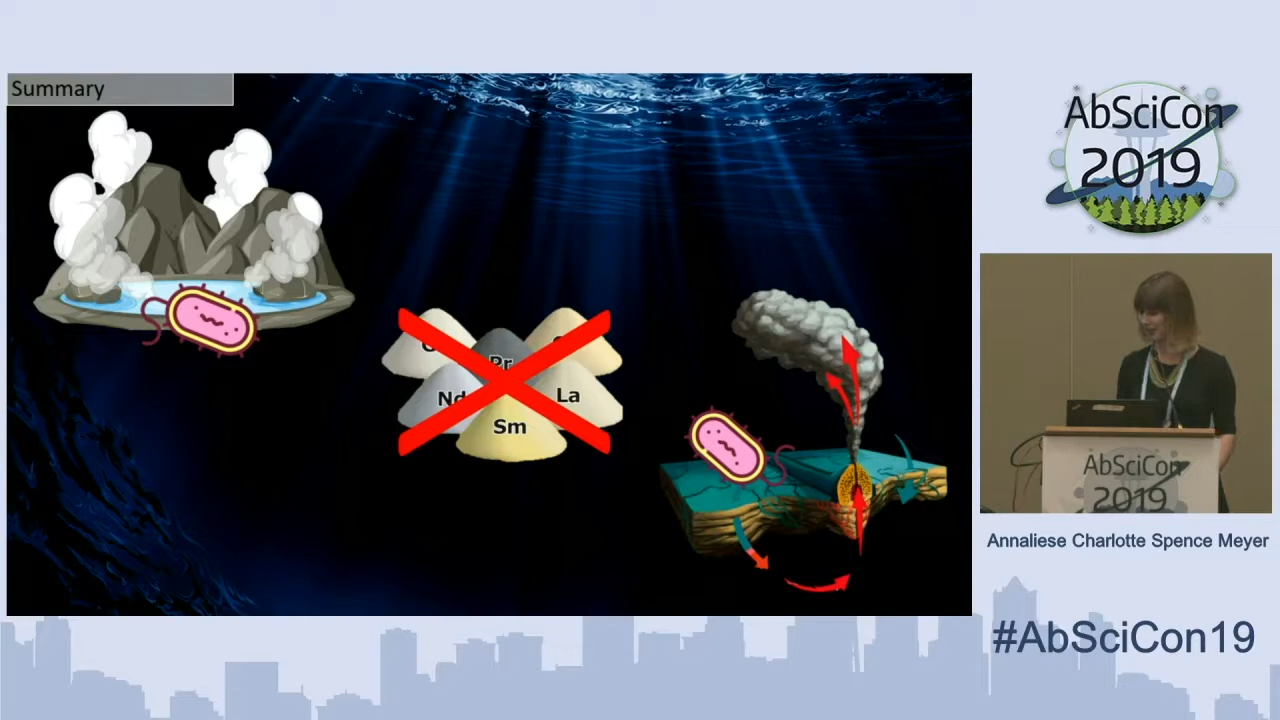 Summary
Pr
Nd
La
Sm
AbSciCon
2019
AbSciCon
2019
Annaliese Charlotte Spence Meyer
#AbSciCon19